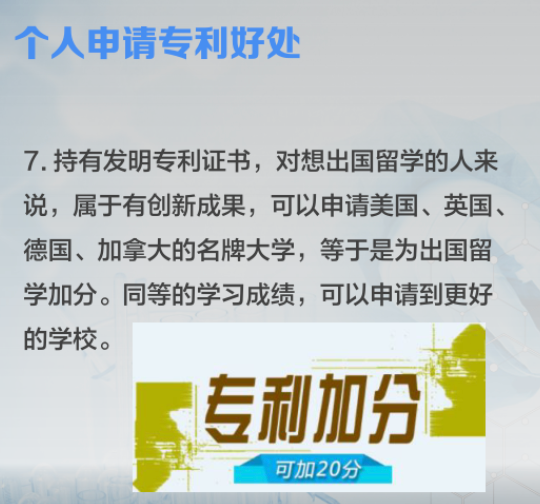 个人申请专利好处
7. 持有发明专利证书，对想出国留学的人来
说，属于有创新成果，可以申请美国、英国、
德国、加拿大的名牌大学，等于是为出国留
学加分。同等的学习成绩，可以申请到更好
的学校。
专利加分
可加20分